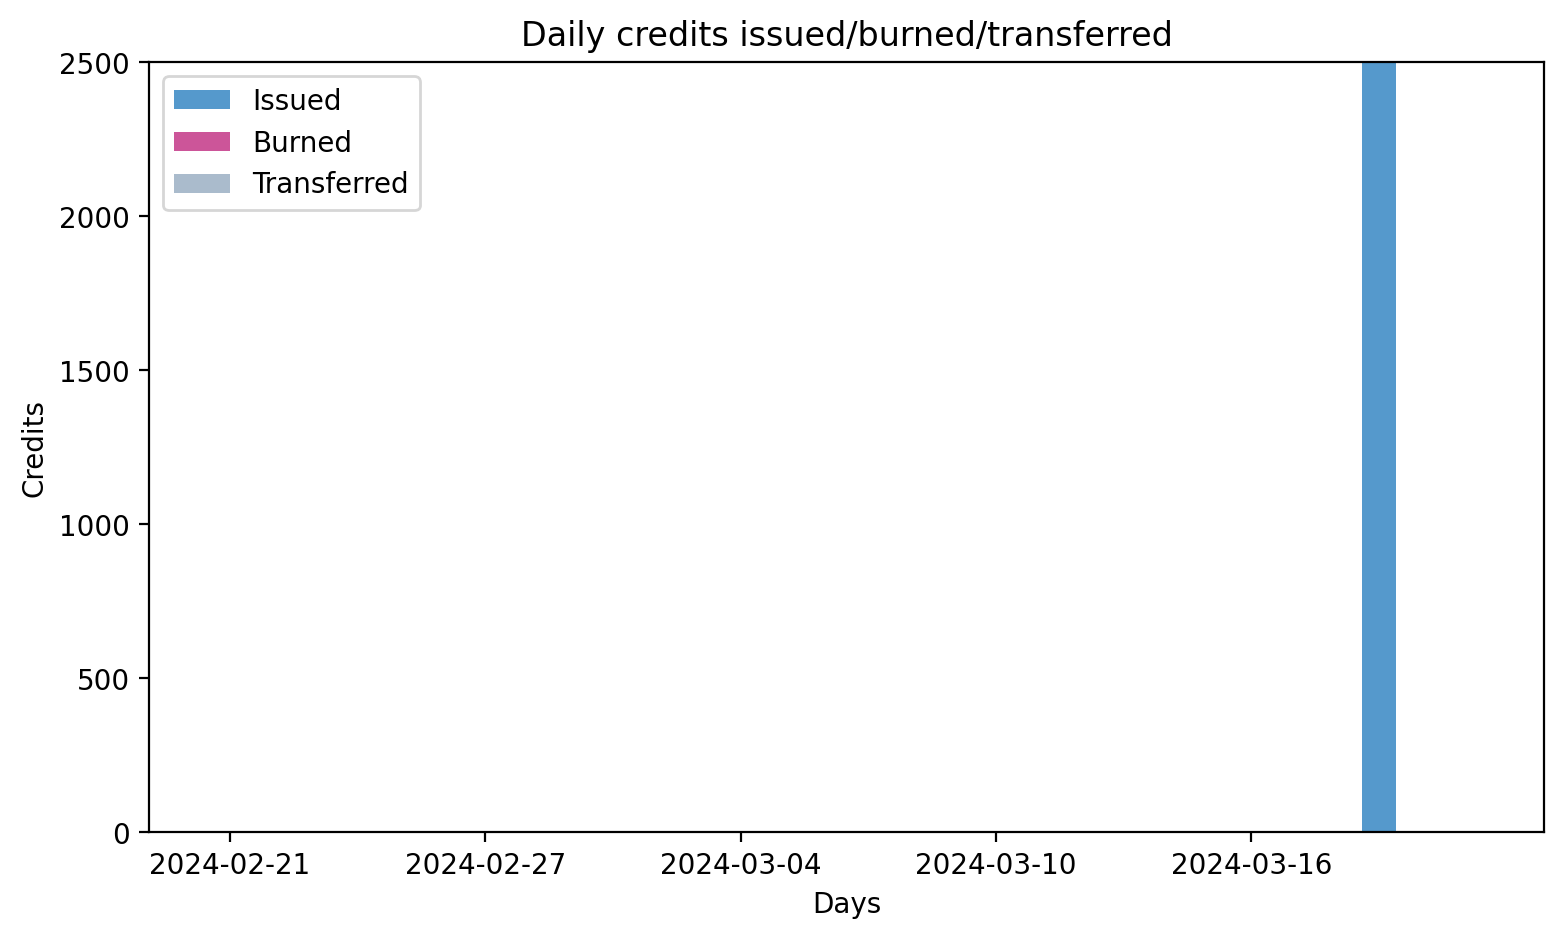 Daily credits issued/burned/transferred
2500
2000
1500
1000
500
0
Credits
Issued
Burned
Transferred
2024-02-21
2024-02-27
2024-03-04
2024-03-10
2024-03-16
Days